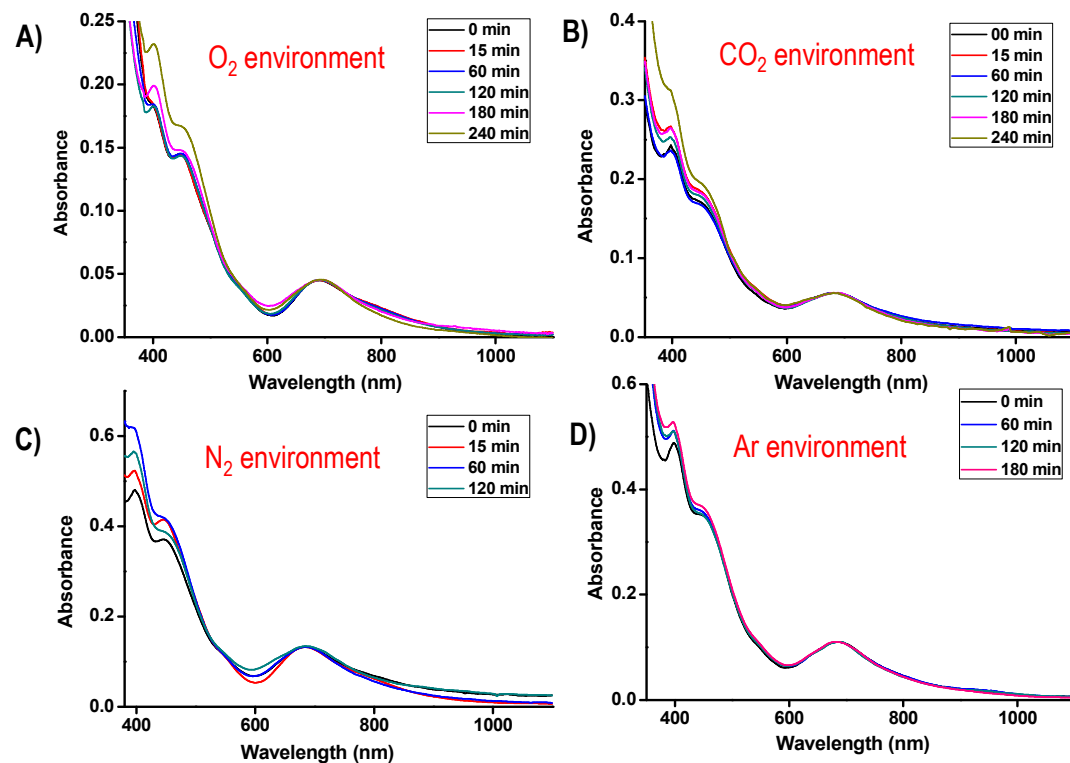 A)
O₂ environment
0 min
15 min
60 min
120 min
180 min
240 min
0.25
0.20
0.15
0.10
0.05
0.00
Absorbance
400 600 800 1000
Wavelength (nm)
B)
CO₂ environment
00 min
15 min
60 min
120 min
180 min
240 min
0.4
0.3
0.2
0.1
0.0
Absorbance
400 600 800 1000
Wavelength (nm)
C)
N₂ environment
0 min
15 min
60 min
120 min
0.6
0.4
0.2
0.0
Absorbance
400 600 800 1000
Wavelength (nm)
D)
Ar environment
0 min
60 min
120 min
180 min
0.6
0.4
0.2
0.0
Absorbance
400 600 800 1000
Wavelength (nm)